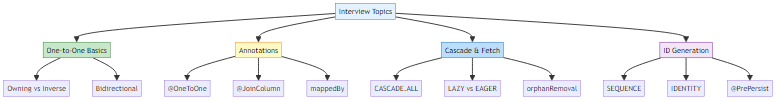 Interview Topics
One-to-One Basics
Annotations
Cascade & Fetch
ID Generation
Owning vs Inverse
Bidirectional
@OneToOne
@JoinColumn
mappedBy
CASCADE.ALL
LAZY vs EAGER
orphanRemoval
SEQUENCE
IDENTITY
@PrePersist